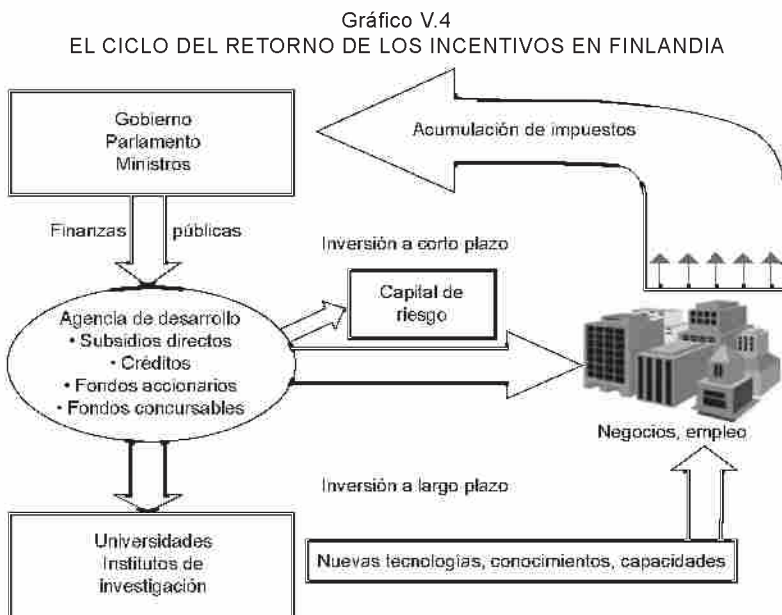 Gráfico V.4
EL CICLO DEL RETORNO DE LOS INCENTIVOS EN FINLANDIA
Gobierno
Parlamento
Ministros
Acumulación de impuestos
Finanzas públicas
Inversión a corto plazo
Capital de
riesgo
Agencia de desarrollo
• Subsidios directos
• Créditos
• Fondos accionarios
• Fondos concursables
Negocios, empleo
Inversión a largo plazo
Universidades
Institutos de
investigación
Nuevas tecnologías, conocimientos, capacidades